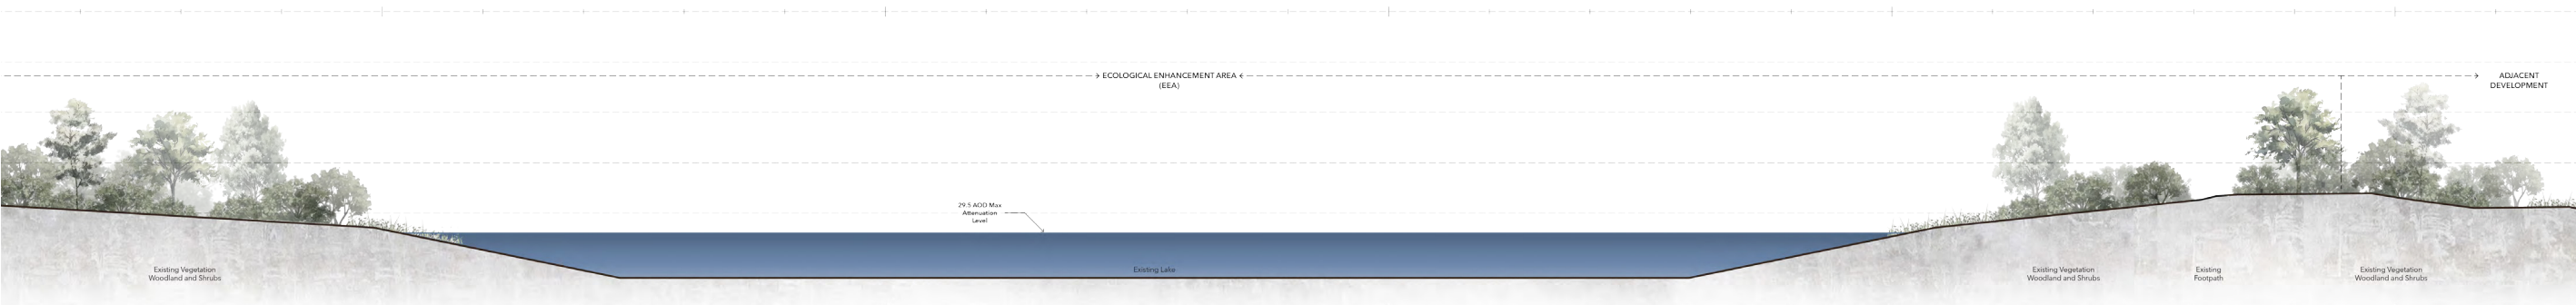 ECOLOGICAL ENHANCEMENT AREA
(EEA)
ADJACENT
DEVELOPMENT
29.5 AOD Max
Attenuation
Level
Existing Vegetation
Woodland and Shrubs
Existing Lake
Existing Vegetation
Woodland and Shrubs
Existing
Footpath
Existing Vegetation
Woodland and Shrubs